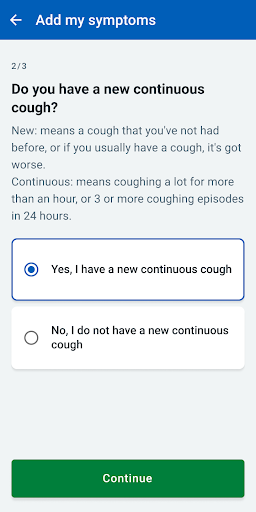 Add my symptoms
2/3
Do you have a new continuous
cough?
New: means a cough that you've not had
before, or if you usually have a cough, it's got
worse.
Continuous: means coughing a lot for more
than an hour, or 3 or more coughing episodes
in 24 hours.
Yes, I have a new continuous cough
No, I do not have a new continuous
cough
Continue